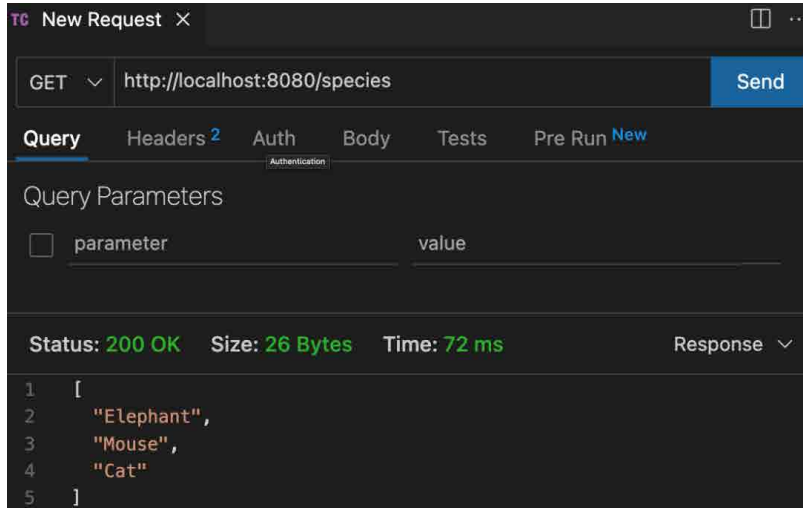 TC New Request ×
GET http://localhost:8080/species Send
Query Headers 2 Auth Body Tests Pre Run New
Authentication
Query Parameters
parameter value
Status: 200 OK Size: 26 Bytes Time: 72 ms Response
1 [
2 "Elephant",
3 "Mouse",
4 "Cat"
5 ]